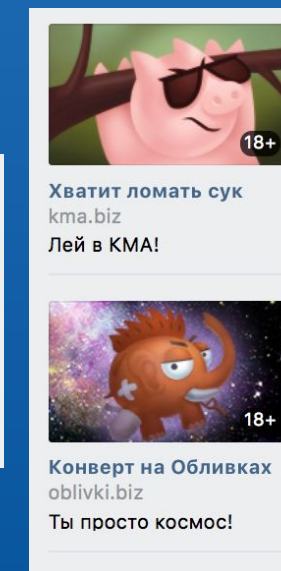 18+
Хватит ломать сук
kma.biz
Лей в КМА!
18+
Конверт на Обливках
oblivki.biz
Ты просто космос!